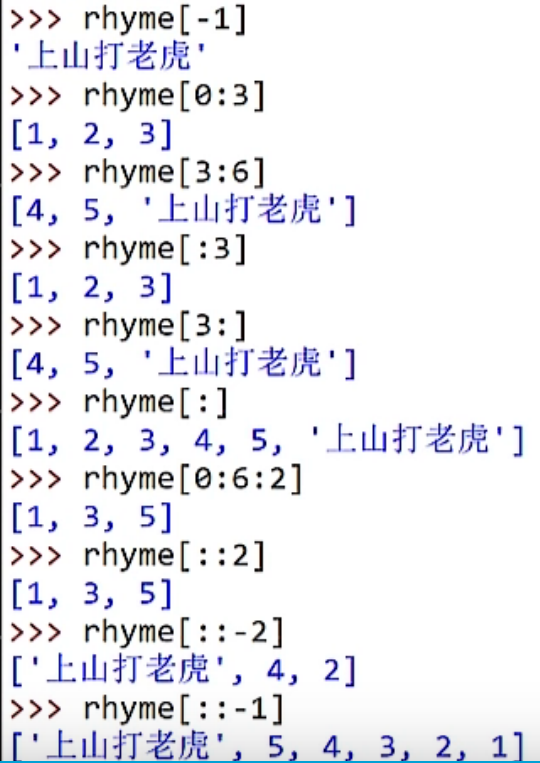 >>> rhyme[-1]
'上山打老虎'
>>> rhyme[0:3]
[1, 2, 3]
>>> rhyme[3:6]
[4, 5, '上山打老虎']
>>> rhyme[:3]
[1, 2, 3]
>>> rhyme[3:]
[4, 5, '上山打老虎']
>>> rhyme[:]
[1, 2, 3, 4, 5, '上山打老虎']
>>> rhyme[0:6:2]
[1, 3, 5]
>>> rhyme[::2]
[1, 3, 5]
>>> rhyme[::-2]
['上山打老虎', 4, 2]
>>> rhyme[::-1]
['上山打老虎', 5, 4, 3, 2, 1]